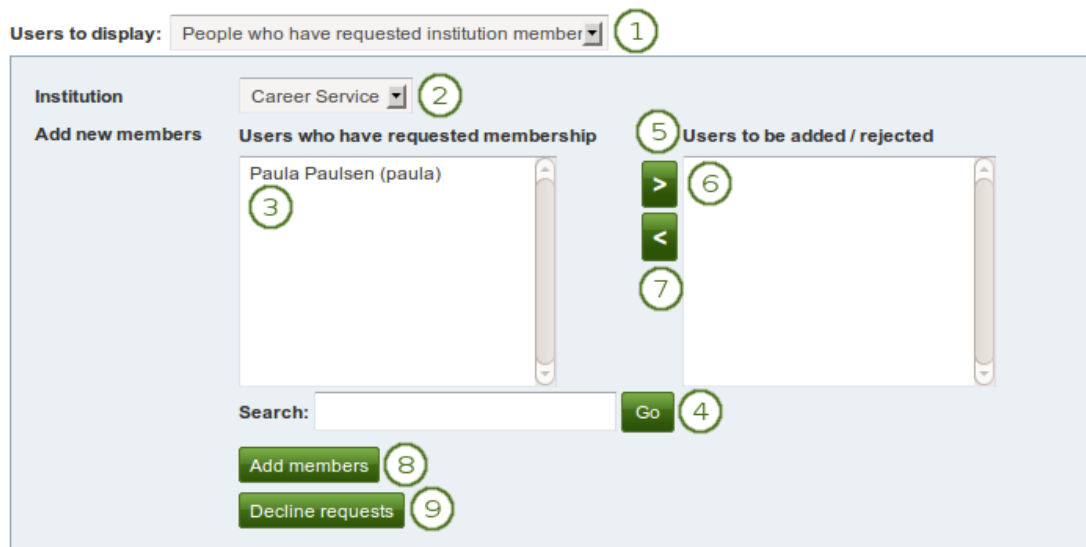 Users to display: People who have requested institution member 1
Institution Career Service 2
Add new members Users who have requested membership 5 Users to be added / rejected
Paula Paulsen (paula) > 6
3
<
7
Search: Go 4
Add members 8
Decline requests 9